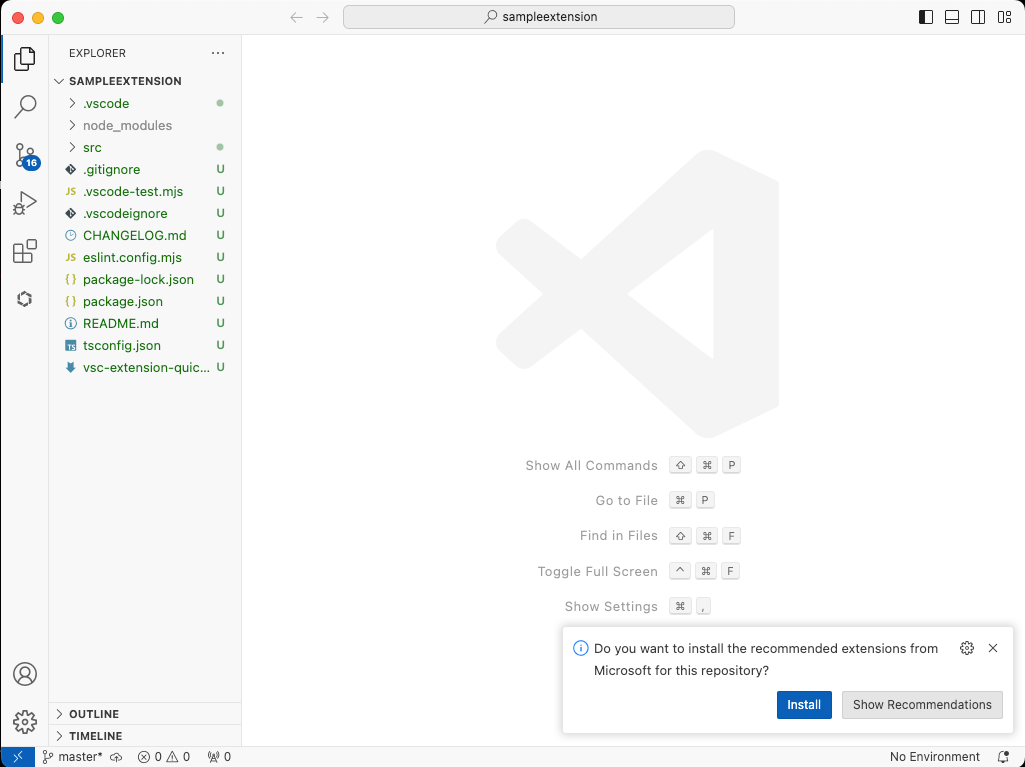 sampleextension
EXPLORER
SAMPLEEXTENSION
.vscode
node_modules
src
16
.gitignore U
JS .vscode-test.mjs U
.vscodeignore U
CHANGELOG.md U
JS eslint.config.mjs U
{} package-lock.json U
{} package.json U
README.md U
TS tsconfig.json U
vsc-extension-quic... U
Show All Commands ⇧ ⌘ P
Go to File ⌘ P
Find in Files ⇧ ⌘ F
Toggle Full Screen ^ ⌘ F
Show Settings ⌘ ,
Do you want to install the recommended extensions from
Microsoft for this repository?
Install Show Recommendations
OUTLINE
TIMELINE
master* 0 0 0 No Environment